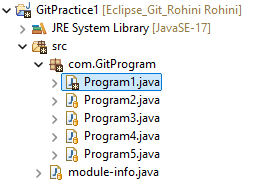 GitPractice1 [Eclipse_Git_Rohini Rohini]
JRE System Library [JavaSE-17]
src
com.GitProgram
Program1.java
Program2.java
Program3.java
Program4.java
Program5.java
module-info.java